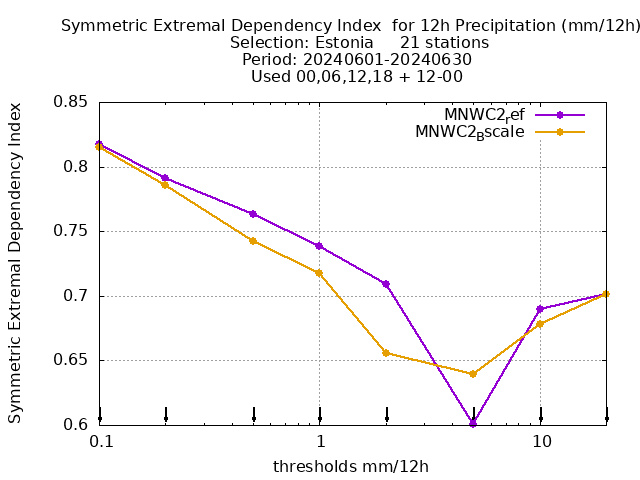 Symmetric Extremal Dependency Index  for 12h Precipitation (mm/12h)
Selection: Estonia     21 stations
Period: 20240601-20240630
Used 00,06,12,18 + 12-00
MNWC2ref
MNWC2Bscale
Symmetric Extremal Dependency Index
0.85
0.8
0.75
0.7
0.65
0.6
0.1 1 10
thresholds mm/12h